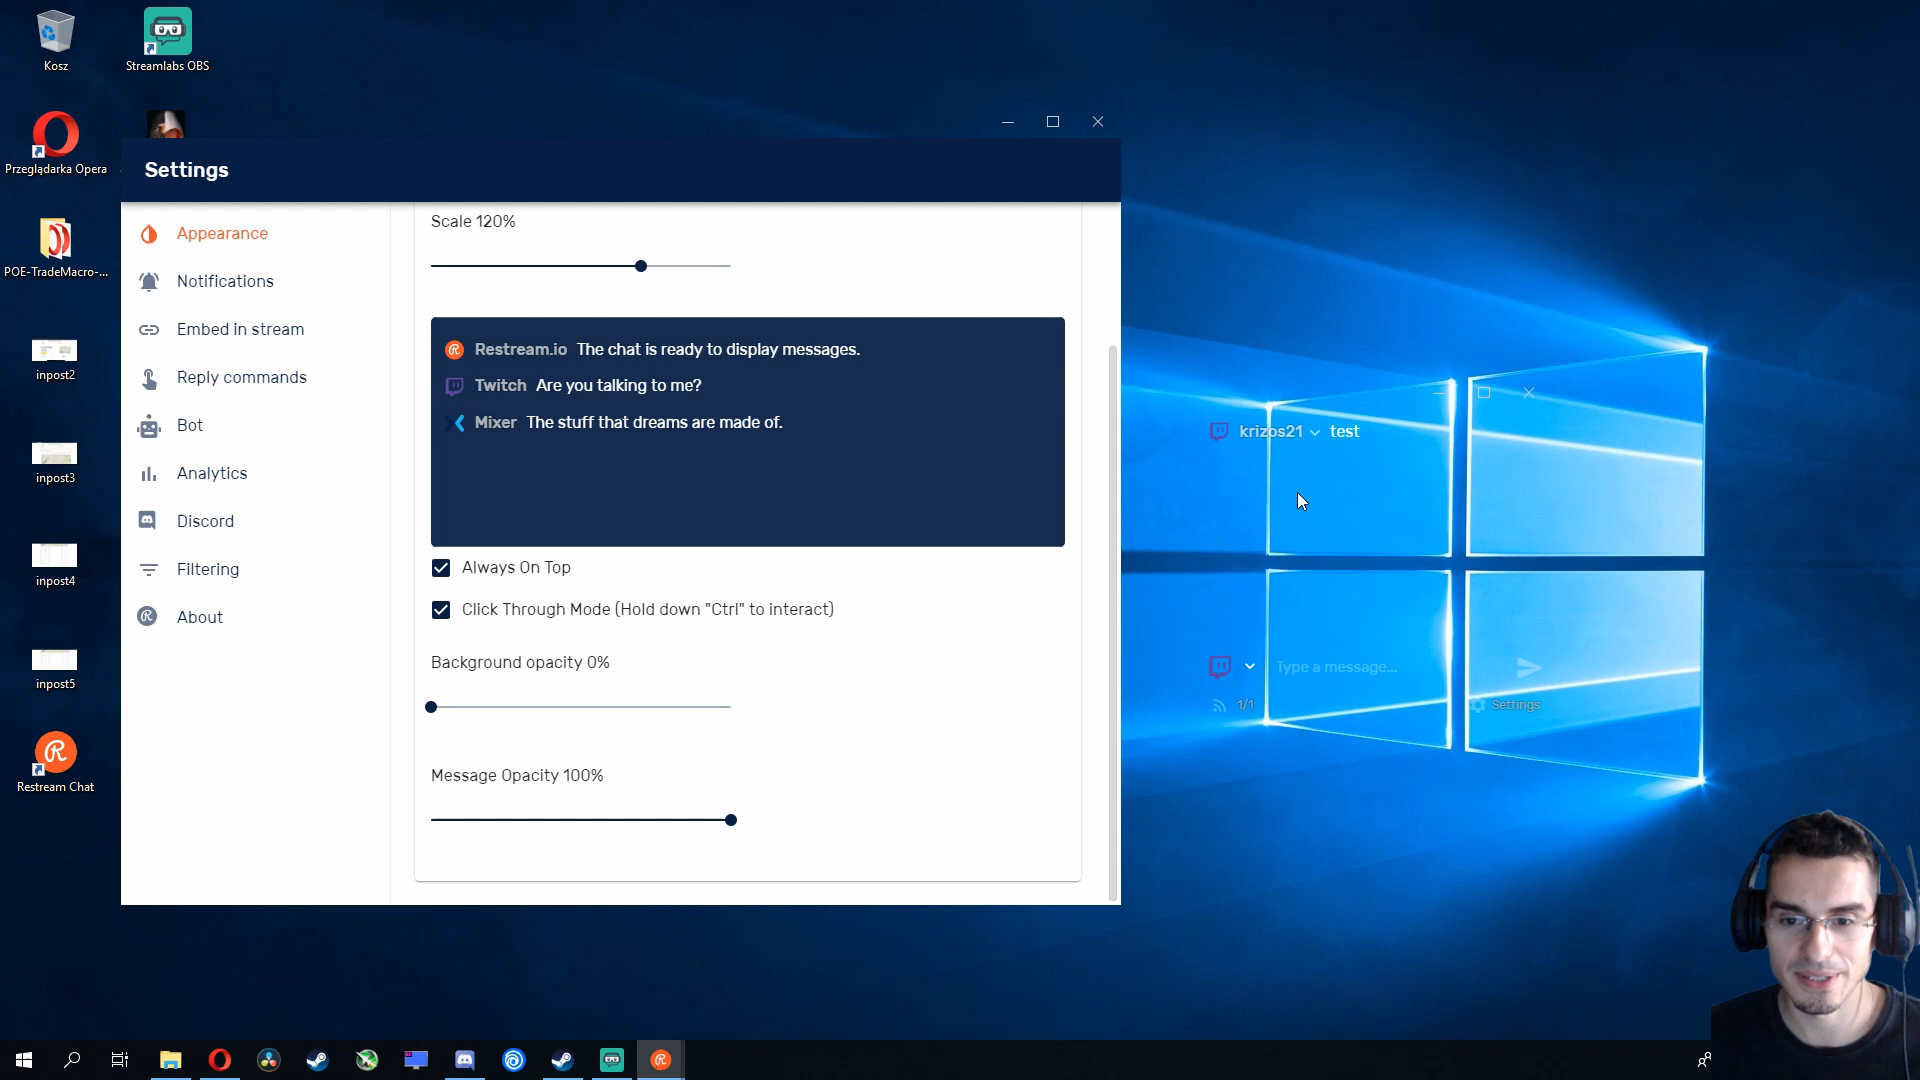 Kosz
Streamlabs OBS
Przeglądarka Opera
POE-TradeMacro-...
inpost2
inpost3
inpost4
inpost5
Restream Chat
Settings
Appearance
Notifications
Embed in stream
Reply commands
Bot
Analytics
Discord
Filtering
About
Scale 120%
Restream.io The chat is ready to display messages.
Twitch Are you talking to me?
Mixer The stuff that dreams are made of.
Always On Top
Click Through Mode (Hold down "Ctrl" to interact)
Background opacity 0%
Message Opacity 100%
krizos21 test
Type a message...
1/1
Settings